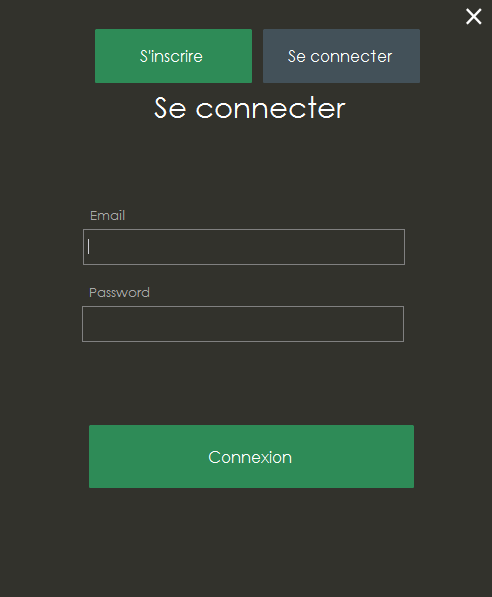 S'inscrire
Se connecter
Se connecter
Email
Password
Connexion